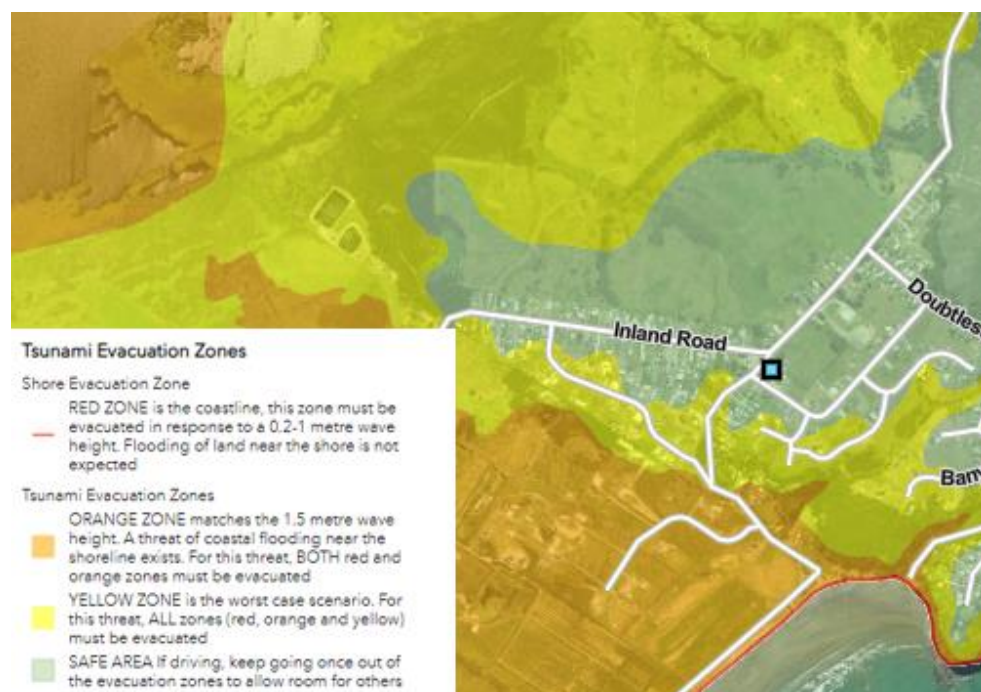 Inland Road
Doubtless
Tsunami Evacuation Zones
Shore Evacuation Zone
RED ZONE is the coastline, this zone must be
evacuated in response to a 0.2-1 metre wave
height. Flooding of land near the shore is not
expected
Tsunami Evacuation Zones
ORANGE ZONE matches the 1.5 metre wave
height. A threat of coastal flooding near the
shoreline exists. For this threat, BOTH red and
orange zones must be evacuated
YELLOW ZONE is the worst case scenario. For
this threat, ALL zones (red, orange and yellow)
must be evacuated
SAFE AREA If driving, keep going once out of
the evacuation zones to allow room for others